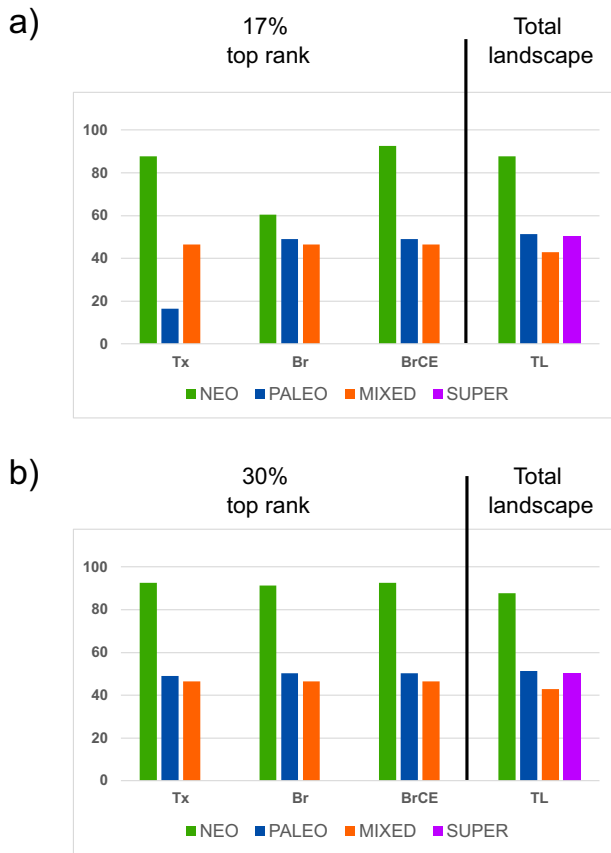 a)
17%
top rank
Total
landscape
100
80
60
40
20
0
Tx
Br
BrCE
TL
NEO PALEO MIXED SUPER
b)
30%
top rank
Total
landscape
100
80
60
40
20
0
Tx
Br
BrCE
TL
NEO PALEO MIXED SUPER